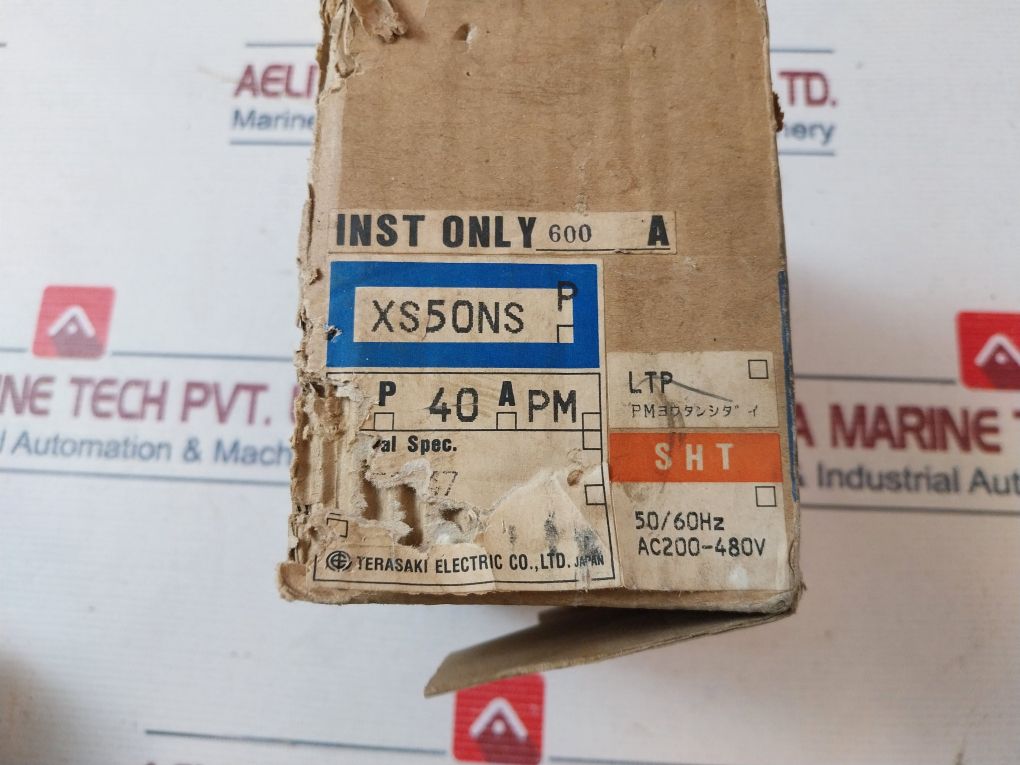 AELI
TD.
Marine
ery
INST ONLY 600 A
XS50NS P
P 40 A PM
al Spec.
67
LTP
PMヨウタンシダイ
SHT
50/60Hz
AC200-480V
TERASAKI ELECTRIC CO.,LTD. JAPAN
NE TECH PVT.
l Automation & Mach
A MARINE T
& Industrial Aut